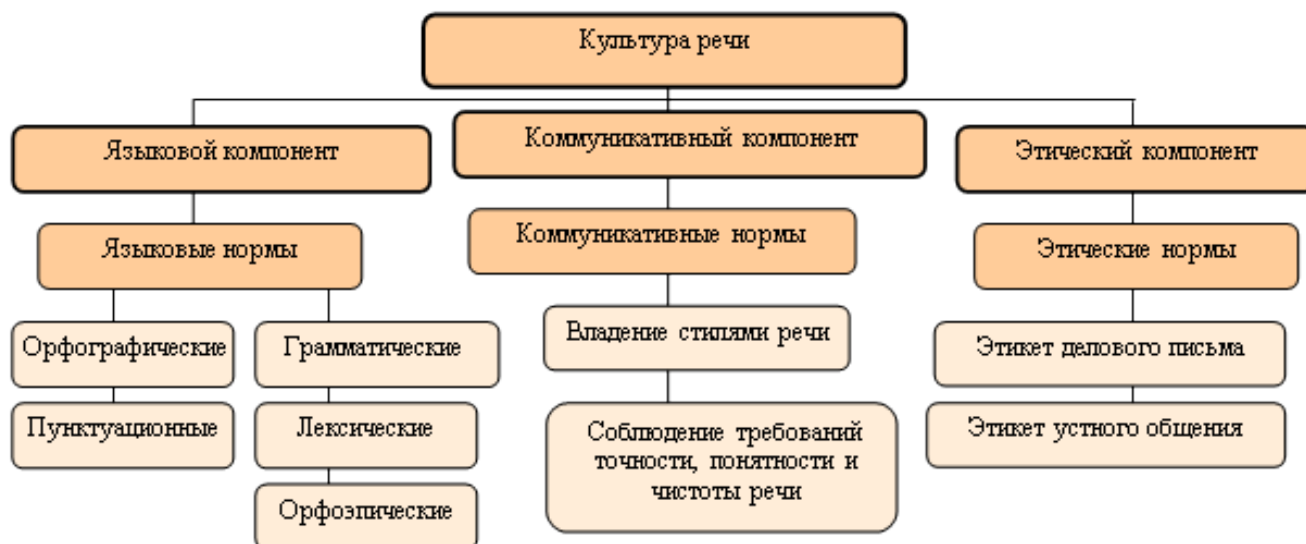 Культура речи
Языковой компонент
Коммуникативный компонент
Этический компонент
Языковые нормы
Коммуникативные нормы
Этические нормы
Орфографические
Грамматические
Владение стилями речи
Этикет делового письма
Пунктуационные
Лексические
Соблюдение требований
точности, понятности и
чистоты речи
Этикет устного общения
Орфоэпические